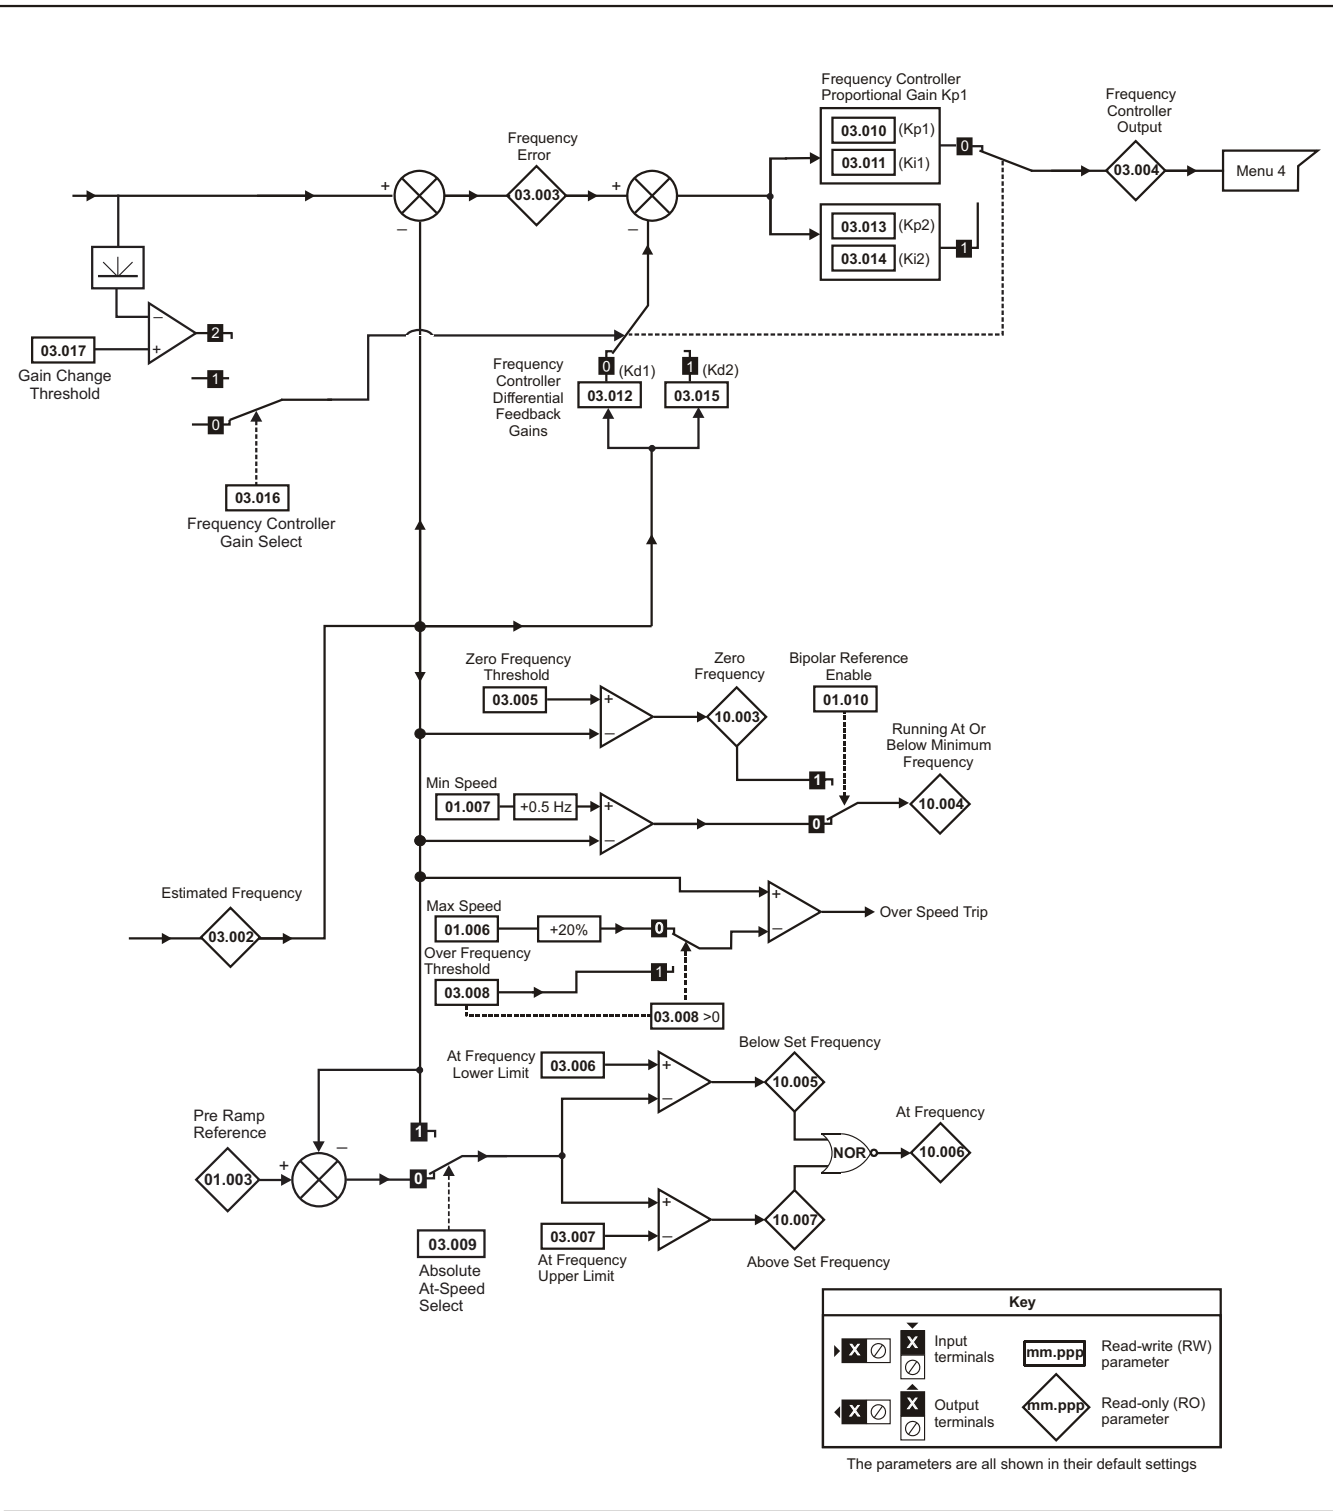 Frequency Controller
Proportional Gain Kp1
03.010 (Kp1)
03.011 (Ki1)
0
03.013 (Kp2)
03.014 (Ki2)
1
Frequency
Controller
Output
03.004
Menu 4
Frequency
Error
03.003
+
–
+
–
–
+
03.017
Gain Change
Threshold
2
1
0
03.016
Frequency Controller
Gain Select
Frequency
Controller
Differential
Feedback
Gains
0 (Kd1)
03.012
1 (Kd2)
03.015
Zero Frequency
Threshold
03.005
+
–
Zero
Frequency
10.003
Bipolar Reference
Enable
01.010
Running At Or
Below Minimum
Frequency
10.004
1
0
Min Speed
01.007
+0.5 Hz
+
–
Estimated Frequency
03.002
Max Speed
01.006
+20%
0
Over Frequency
Threshold
03.008
1
03.008 >0
+
–
Over Speed Trip
At Frequency
Lower Limit
03.006
+
–
Below Set Frequency
10.005
Pre Ramp
Reference
01.003
+
–
1
0
03.009
Absolute
At-Speed
Select
NOR
At Frequency
10.006
03.007
At Frequency
Upper Limit
+
–
10.007
Above Set Frequency
Key
X
X
Input
terminals
mm.ppp
Read-write (RW)
parameter
X
X
Output
terminals
mm.ppp
Read-only (RO)
parameter
The parameters are all shown in their default settings